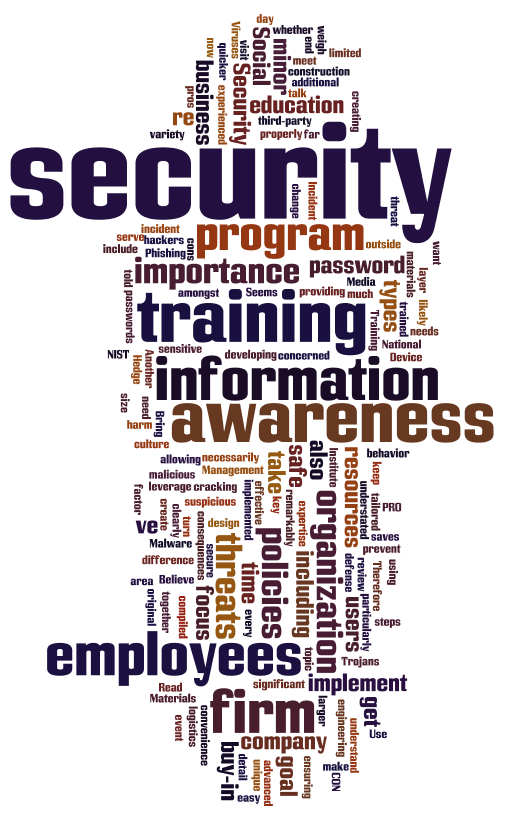 day
whether
limited
Viruses
visit
Social
minor
end
weigh
now
quicker
meet
construction
additional
talk
business
Security
pros
experienced
education
creating
re
third-party
variety
properly
far
security
change
Incident
threat
incident
serve
hackers
include
Phishing
cons
program
outside
want
importance
password
materials
layer
told
passwords
Media
amongst
Seems
providing
much
types
trained
likely
training
needs
Training
National
NIST
Another
sensitive
developing
concerned
Device
Hedge
information
size
need
Bring
harm
awareness
culture
allowing
necessarily
Management
malicious
leverage
cracking
take
safe
also
Institute
resources
behavior
keep
tailored
understated
factor
create
clearly
turn
suspicious
implemented
effective
key
remarkably
expertise
organization
PRO
saves
prevent
ve
Malware
consequences
secure
design
threats
policies
including
difference
defense
review
Therefore
using
area
Believe
original
together
compiled
focus
time
every
users
particularly
steps
employees
topic
Trojans
significant
implement
Read
Materials
firm
larger
get
Use
event
logistics
convenience
company
engineering
understand
buy-in
detail
unique
advanced
goal
ensuring
make
CON
easy